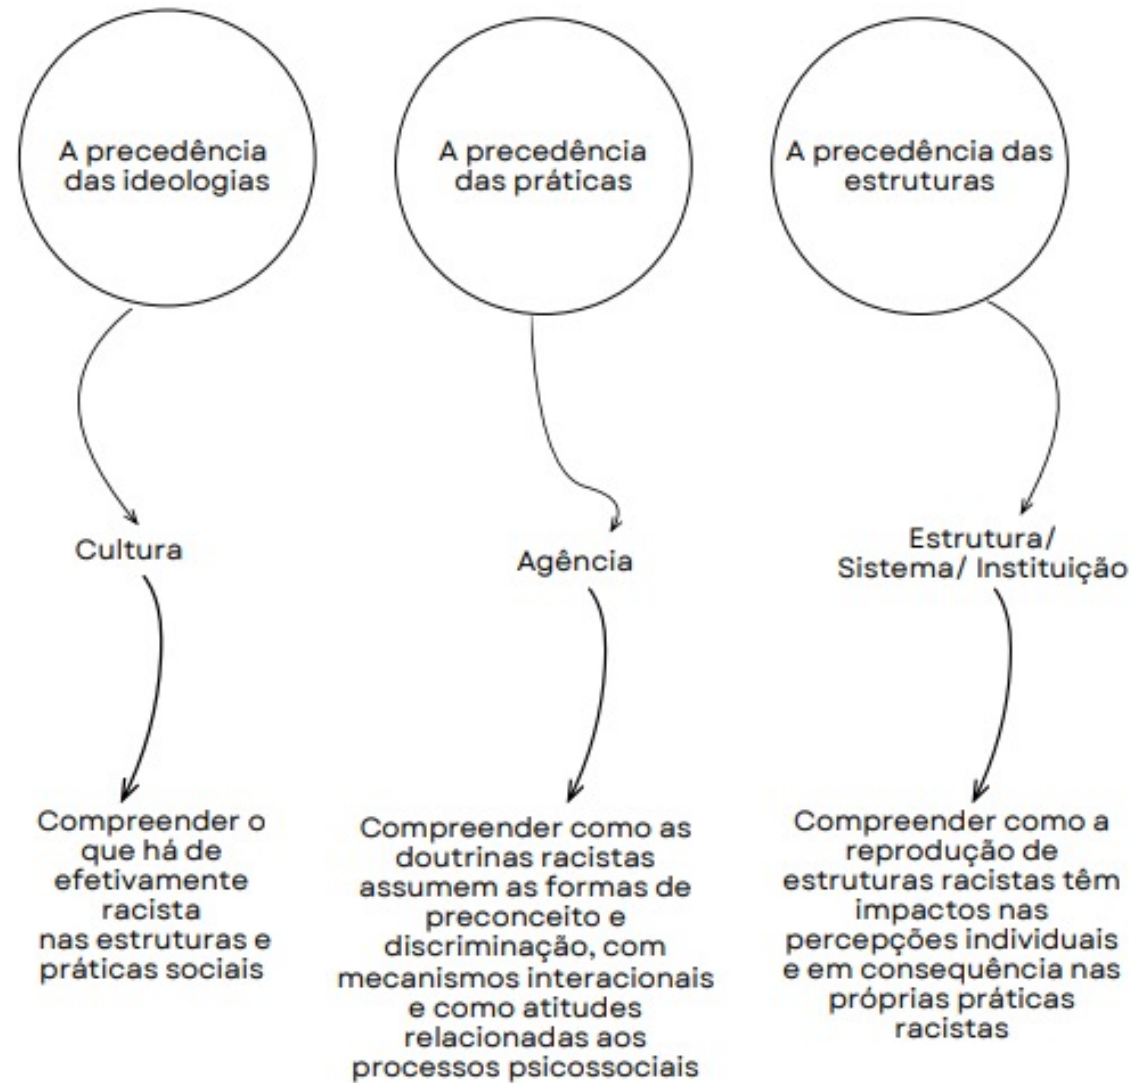 A precedência
das ideologias
Cultura
Compreender o
que há de
efetivamente
racista
nas estruturas e
práticas sociais
A precedência
das práticas
Agência
Compreender como as
doutrinas racistas
assumem as formas de
preconceito e
discriminação, com
mecanismos interacionais
e como atitudes
relacionadas aos
processos psicossociais
A precedência das
estruturas
Estrutura/
Sistema/ Instituição
Compreender como a
reprodução de
estruturas racistas têm
impactos nas
percepções individuais
e em consequência nas
próprias práticas
racistas